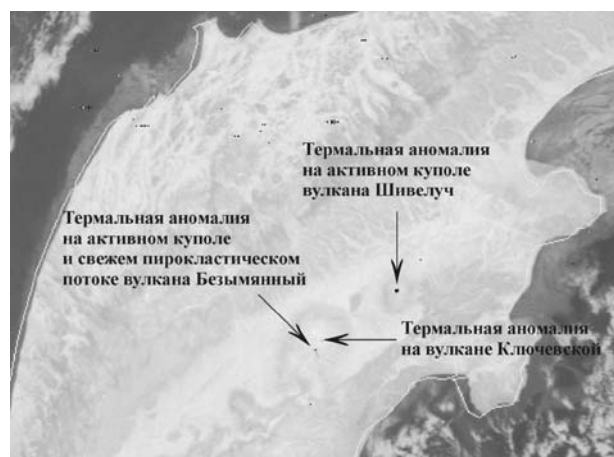 Термальная аномалия
на активном куполе
вулкана Шивелуч
Термальная аномалия
на активном куполе
и свежем пирокластическом
потоке вулкана Безымянный
Термальная аномалия
на вулкане Ключевской